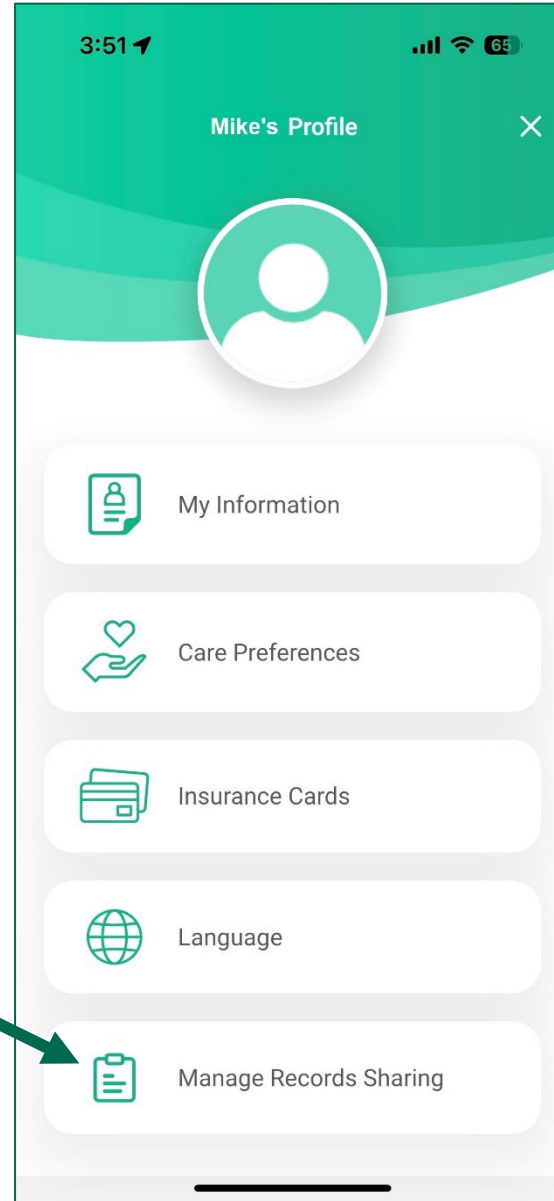 3:51
65
Mike's Profile
My Information
Care Preferences
Insurance Cards
Language
Manage Records Sharing